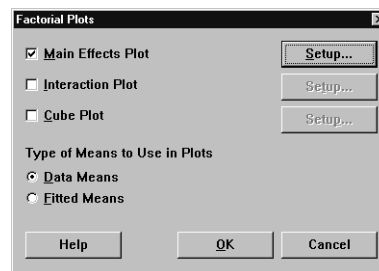 Factorial Plots
Main Effects Plot Setup...
Interaction Plot Setup...
Cube Plot Setup...
Type of Means to Use in Plots
Data Means
Fitted Means
Help OK Cancel